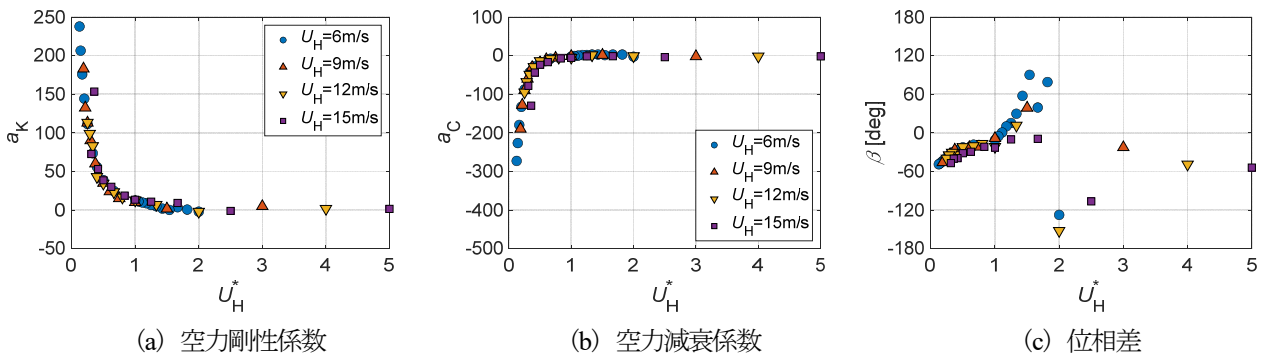 250
200
150
100
50
0
-50
a_K
0 1 2 3 4 5
U*_H
U_H=6m/s
U_H=9m/s
U_H=12m/s
U_H=15m/s
(a) 空力剛性係数
100
0
-100
-200
-300
-400
-500
a_C
0 1 2 3 4 5
U*_H
U_H=6m/s
U_H=9m/s
U_H=12m/s
U_H=15m/s
(b) 空力減衰係数
180
120
60
0
-60
-120
-180
β [deg]
0 1 2 3 4 5
U*_H
(c) 位相差